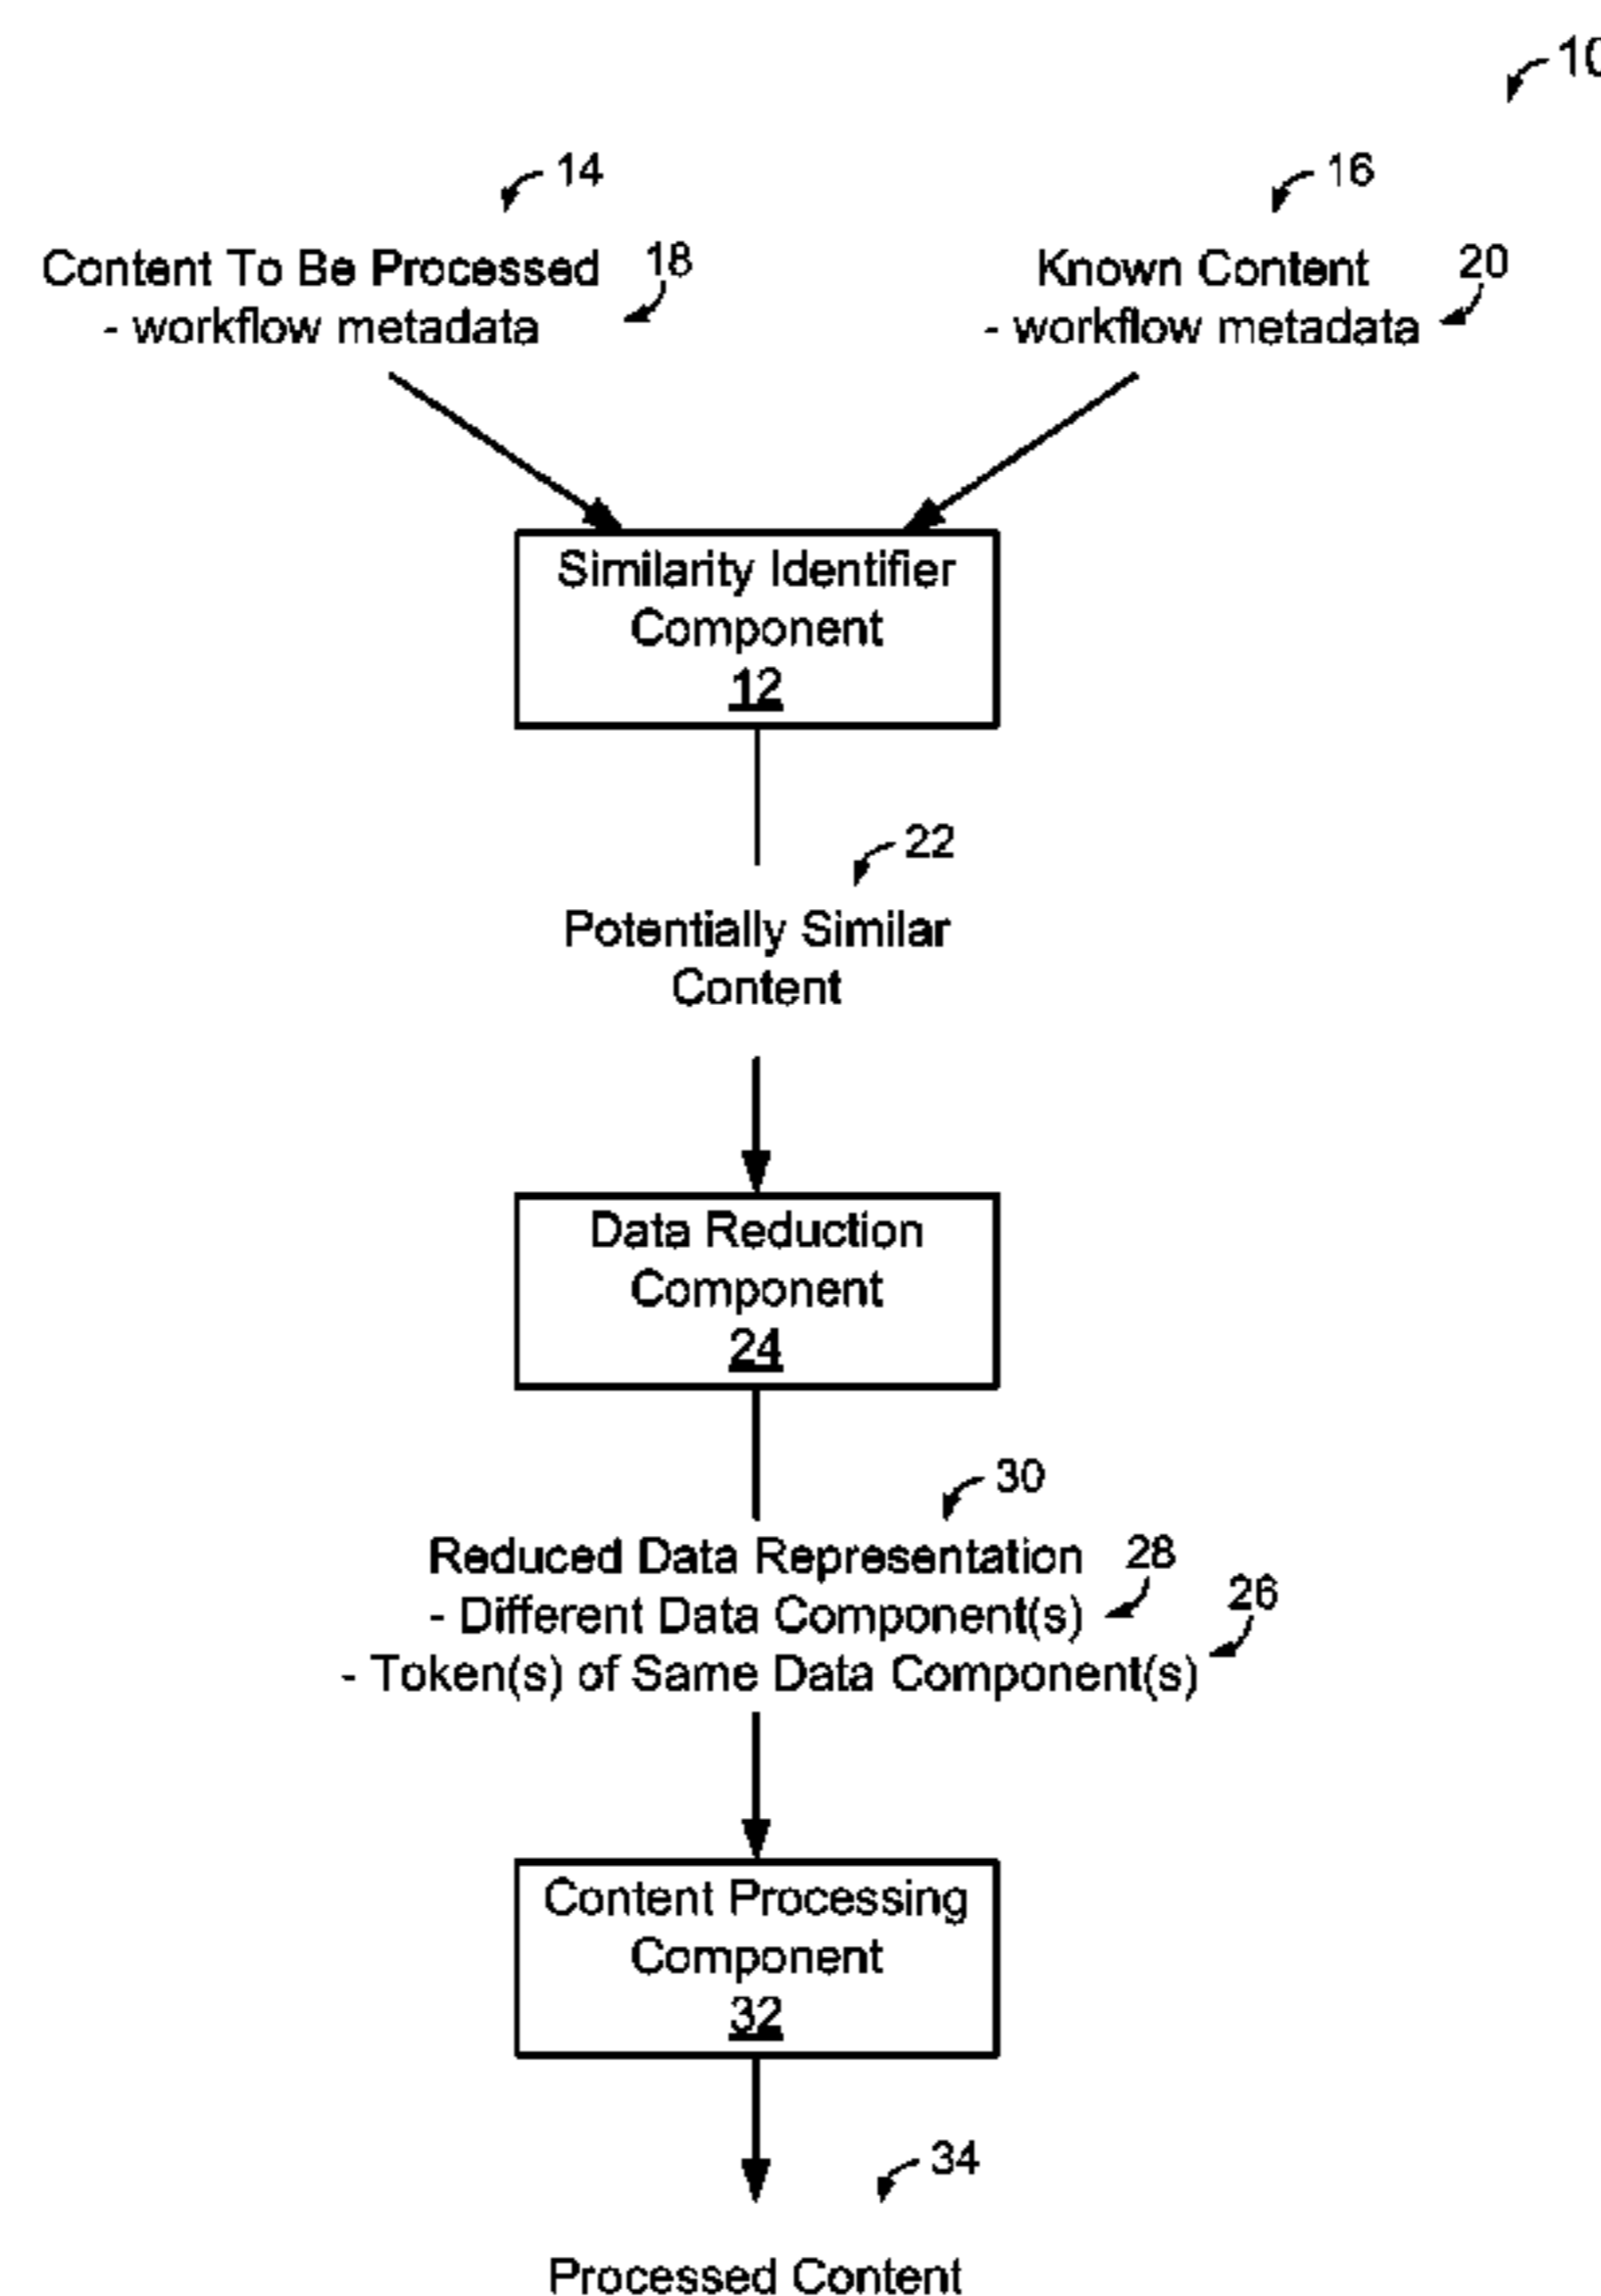 10
14
16
Content To Be Processed 18
- workflow metadata
Known Content 20
- workflow metadata
Similarity Identifier
Component
12
22
Potentially Similar
Content
Data Reduction
Component
24
30
Reduced Data Representation 28
- Different Data Component(s) 26
- Token(s) of Same Data Component(s)
Content Processing
Component
32
34
Processed Content